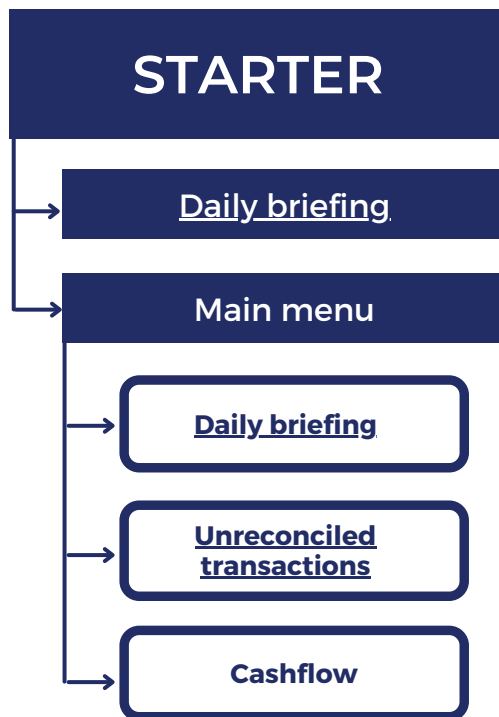 STARTER
Daily briefing
Main menu
Daily briefing
Unreconciled
transactions
Cashflow